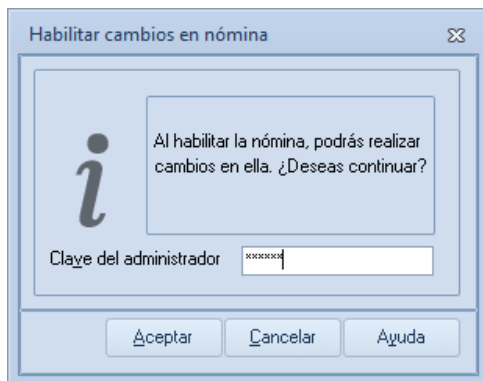 Habilitar cambios en nómina
Al habilitar la nómina, podrás realizar
cambios en ella. ¿Deseas continuar?
Clave del administrador ******
Aceptar Cancelar Ayuda